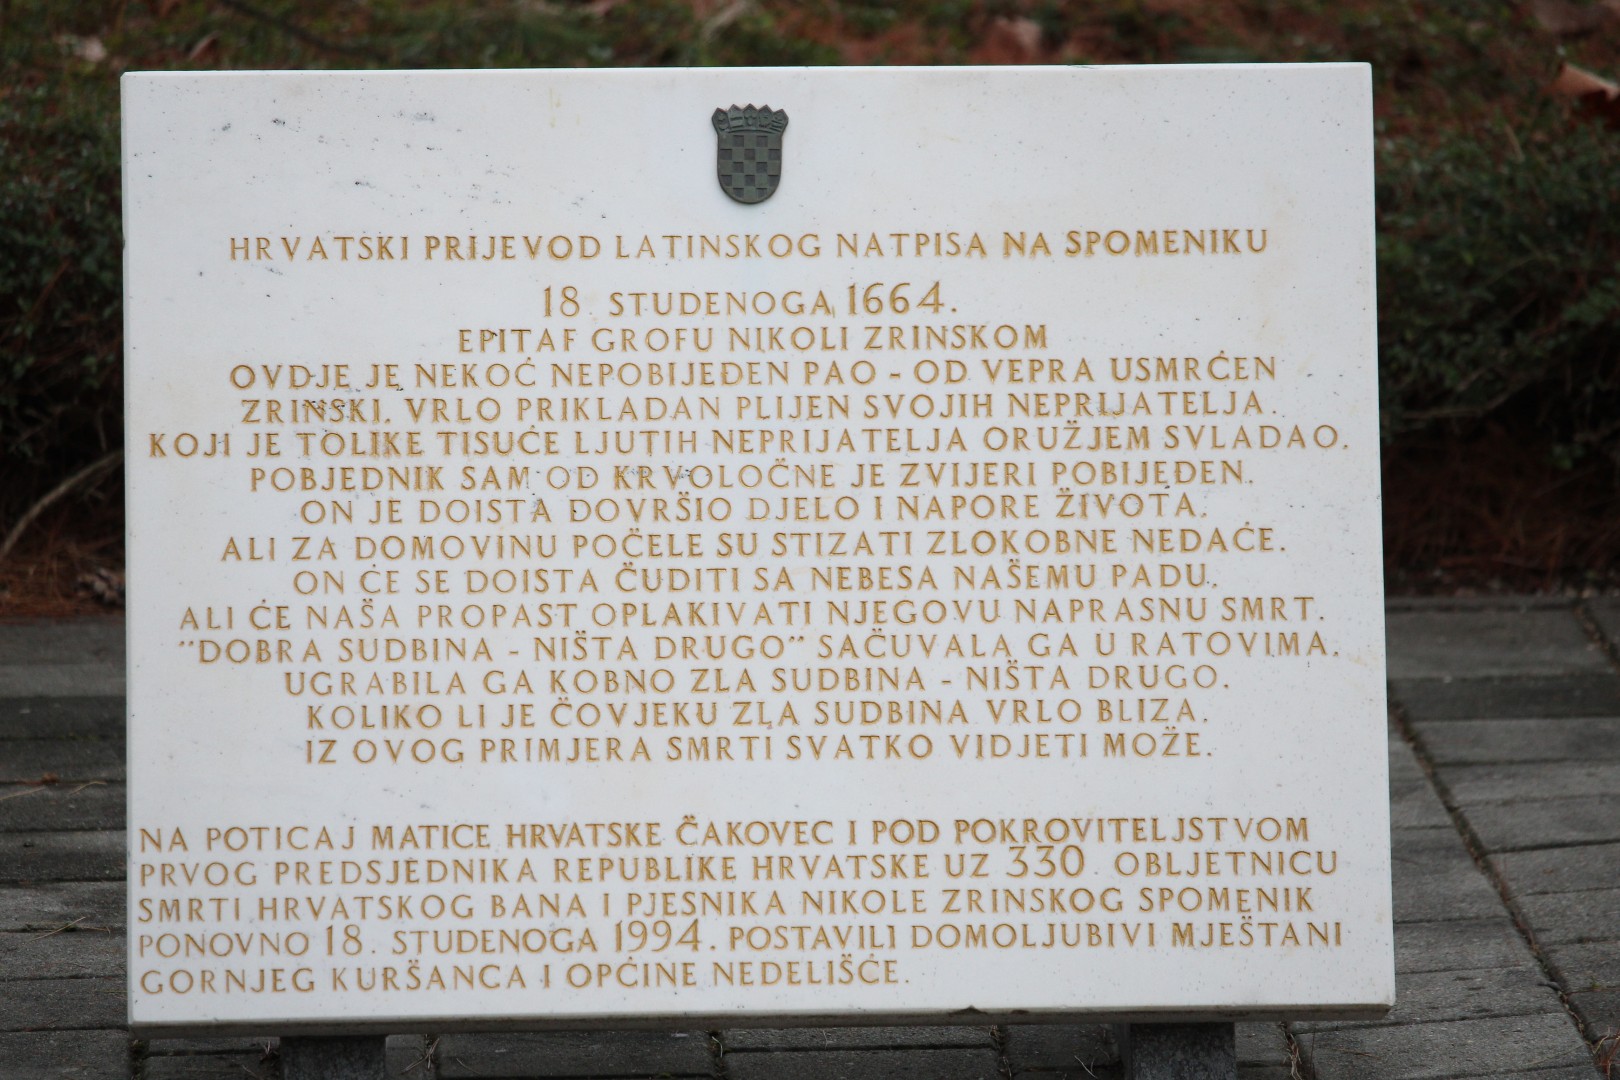 HRVATSKI PRIJEVOD LATINSKOG NATPISA NA SPOMENIKU
18. STUDENOGA 1664.
EPITAF GROFU NIKOLI ZRINSKOM
OVDJE JE NEKOĆ NEPOBIJEĐEN PAO - OD VEPRA USMRĆEN
ZRINSKI. VRLO PRIKLADAN PLIJEN SVOJIH NEPRIJATELJA.
KOJI JE TOLIKE TISUĆE LJUTIH NEPRIJATELJA ORUŽJEM SVLADAO.
POBJEDNIK SAM OD KRVOLOČNE JE ZVIJERI POBIJEĐEN.
ON JE DOISTA DOVRŠIO DJELO I NAPORE ŽIVOTA.
ALI ZA DOMOVINU POČELE SU STIZATI ZLOKOBNE NEDAĆE.
ON ĆE SE DOISTA ČUDITI SA NEBESA NAŠEMU PADU.
ALI ĆE NAŠA PROPAST OPLAKIVATI NJEGOVU NAPRASNU SMRT.
"DOBRA SUDBINA - NIŠTA DRUGO" SAČUVALA GA U RATOVIMA.
UGRABILA GA KOBNO ZLA SUDBINA - NIŠTA DRUGO.
KOLIKO LI JE ČOVJEKU ZLA SUDBINA VRLO BLIZA.
IZ OVOG PRIMJERA SMRTI SVATKO VIDJETI MOŽE.
NA POTICAJ MATICE HRVATSKE ČAKOVEC I POD POKROVITELJSTVOM
PRVOG PREDSJEDNIKA REPUBLIKE HRVATSKE UZ 330. OBLJETNICU
SMRTI HRVATSKOG BANA I PJESNIKA NIKOLE ZRINSKOG SPOMENIK
PONOVNO 18. STUDENOGA 1994. POSTAVILI DOMOLJUBIVI MJEŠTANI
GORNJEG KURŠANCA I OPĆINE NEDELIŠĆE.